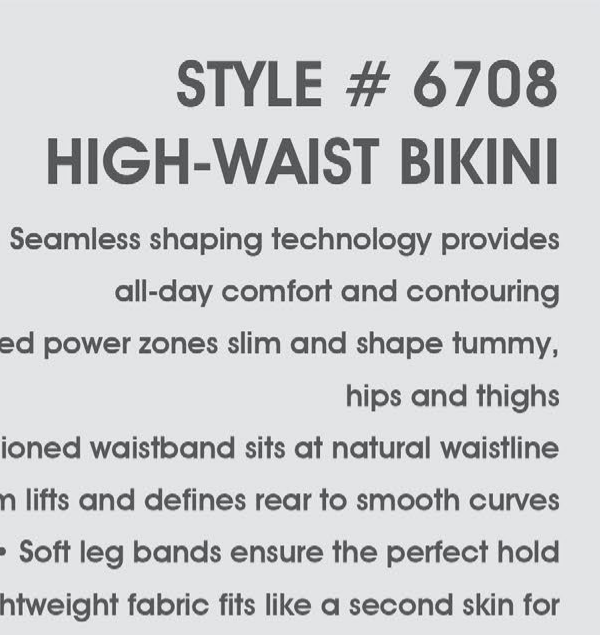 STYLE # 6708
HIGH-WAIST BIKINI
Seamless shaping technology provides
all-day comfort and contouring
power zones slim and shape tummy,
hips and thighs
waistband sits at natural waistline
lifts and defines rear to smooth curves
• Soft leg bands ensure the perfect hold
fabric fits like a second skin for